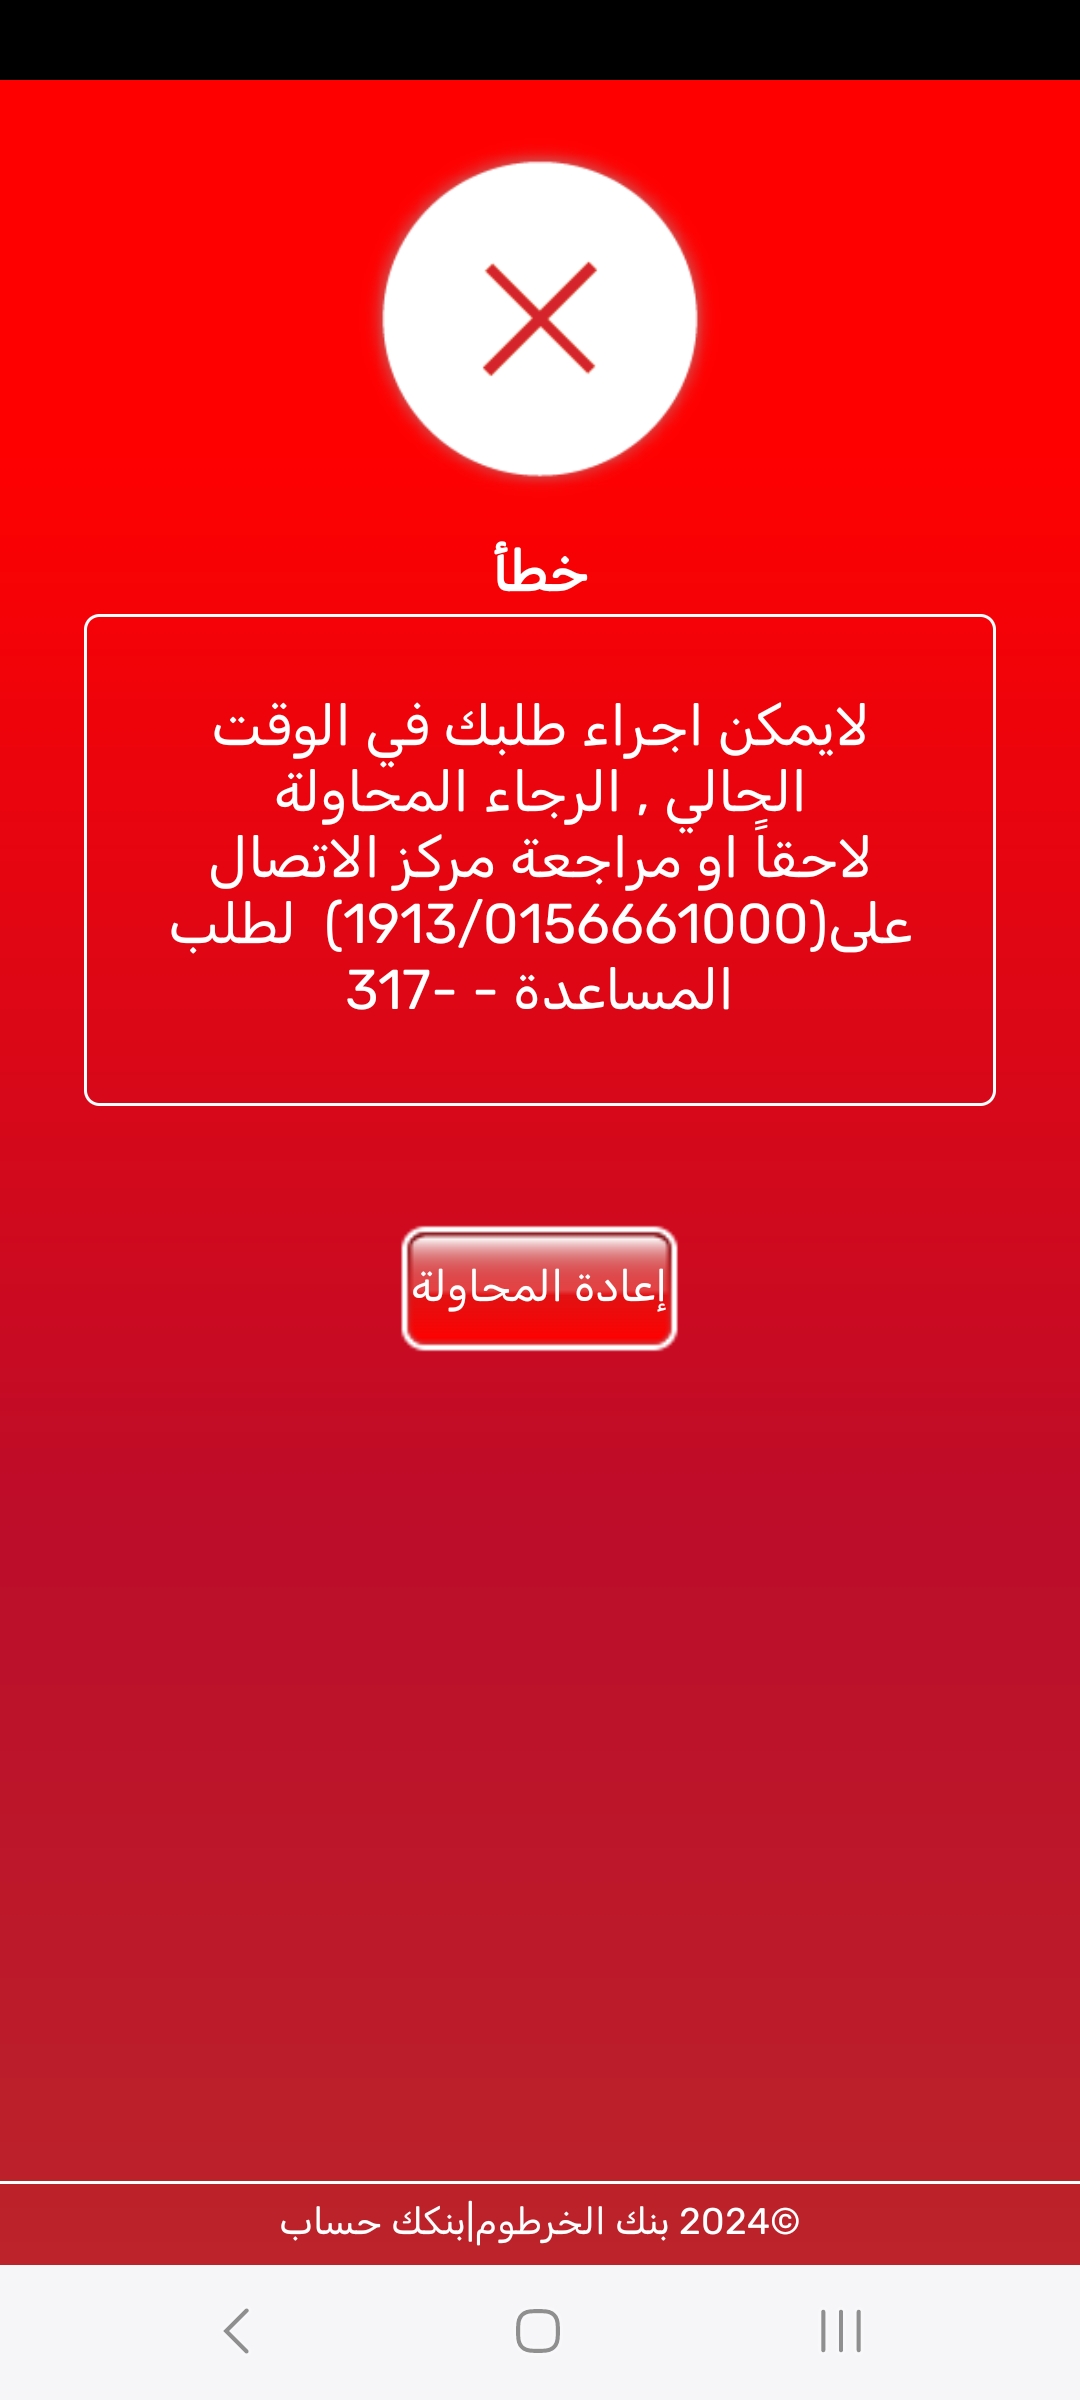 خطأ
لايمكن اجراء طلبك في الوقت
الحالي , الرجاء المحاولة
لاحقاً او مراجعة مركز الاتصال
على(1913/0156661000)  لطلب
المساعدة - -317
إعادة المحاولة
©2024 بنك الخرطوم|بنكك حساب